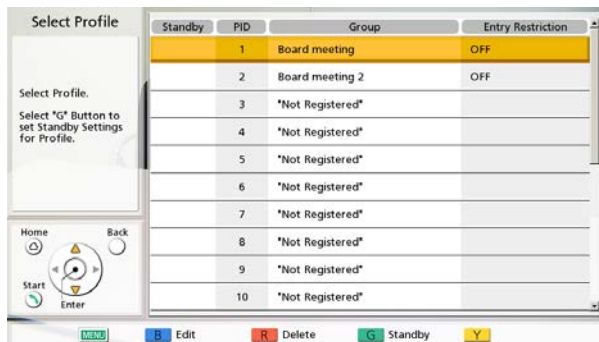 Select Profile
Select Profile.
Select "G" Button to
set Standby Settings
for Profile.
Home Back
Start
Enter
Standby PID Group Entry Restriction
1 Board meeting OFF
2 Board meeting 2 OFF
3 "Not Registered"
4 "Not Registered"
5 "Not Registered"
6 "Not Registered"
7 "Not Registered"
8 "Not Registered"
9 "Not Registered"
10 "Not Registered"
MENU B Edit R Delete G Standby Y